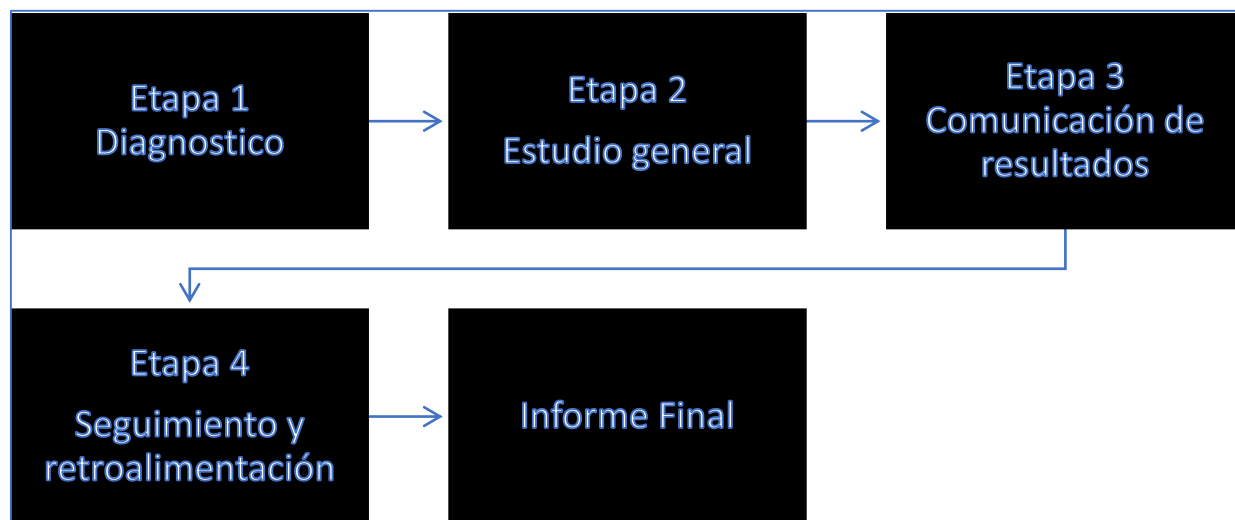 Etapa 1
Diagnostico
Etapa 2
Estudio general
Etapa 3
Comunicación de
resultados
Etapa 4
Seguimiento y
retroalimentación
Informe Final